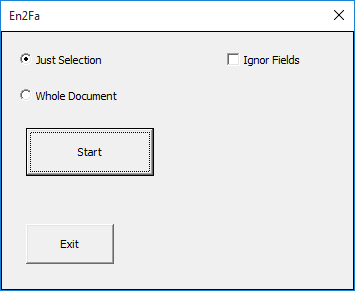 En2Fa
Just Selection
Ignor Fields
Whole Document
Start
Exit